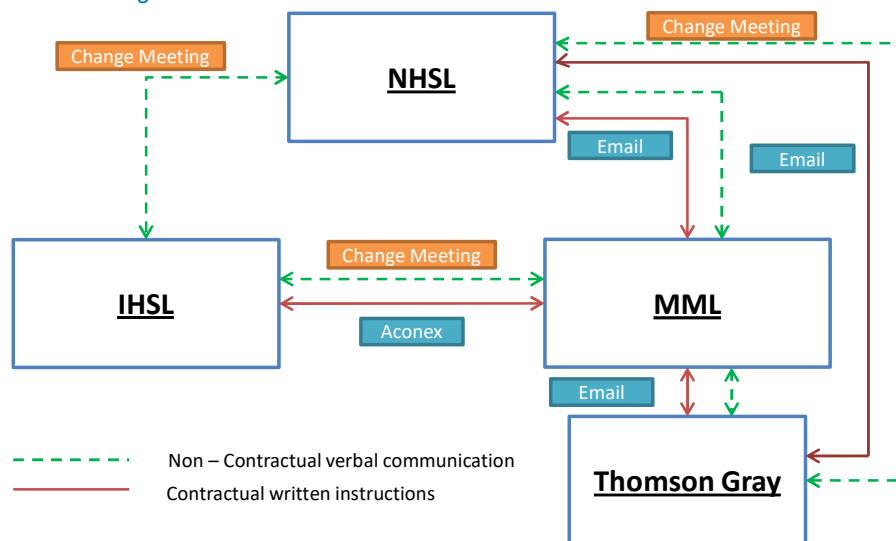 Change Meeting
Change Meeting
NHSL
Email
Email
Change Meeting
IHSL
MML
Aconex
Email
Non – Contractual verbal communication
Thomson Gray
Contractual written instructions